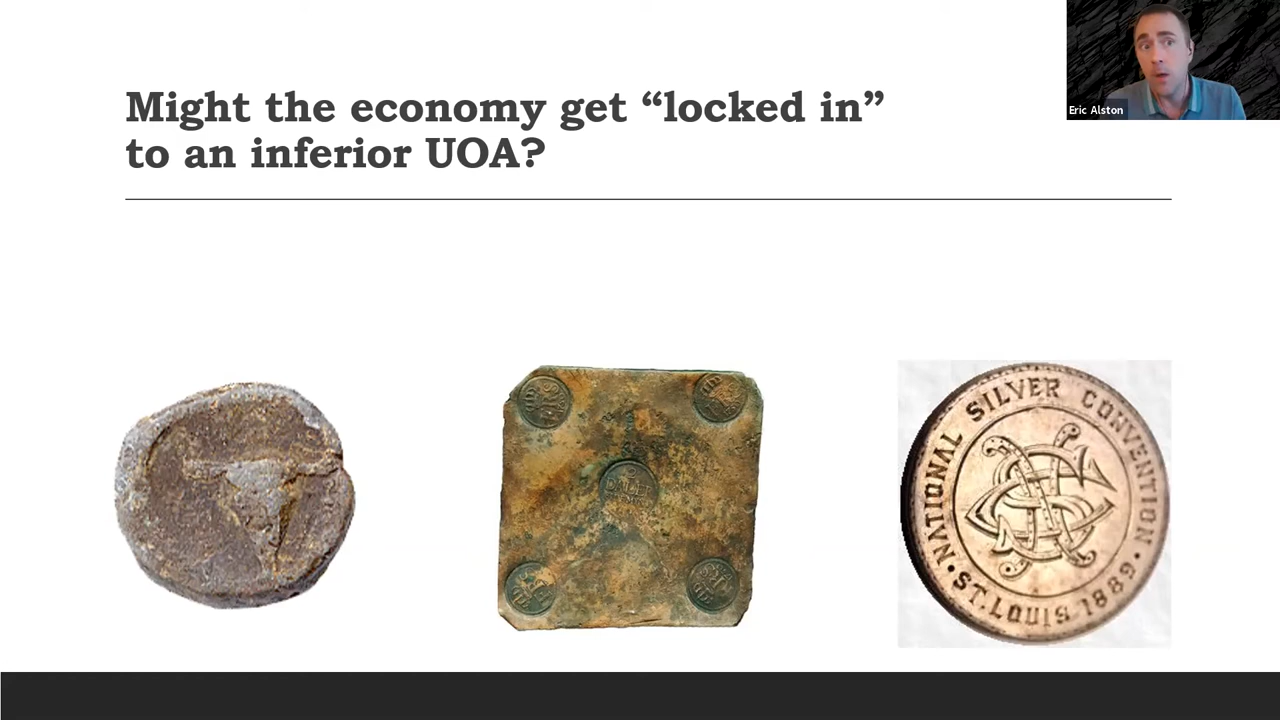 Might the economy get “locked in”
to an inferior UOA?
Eric Alston
NATIONAL SILVER CONVENTION
ST. LOUIS 1889